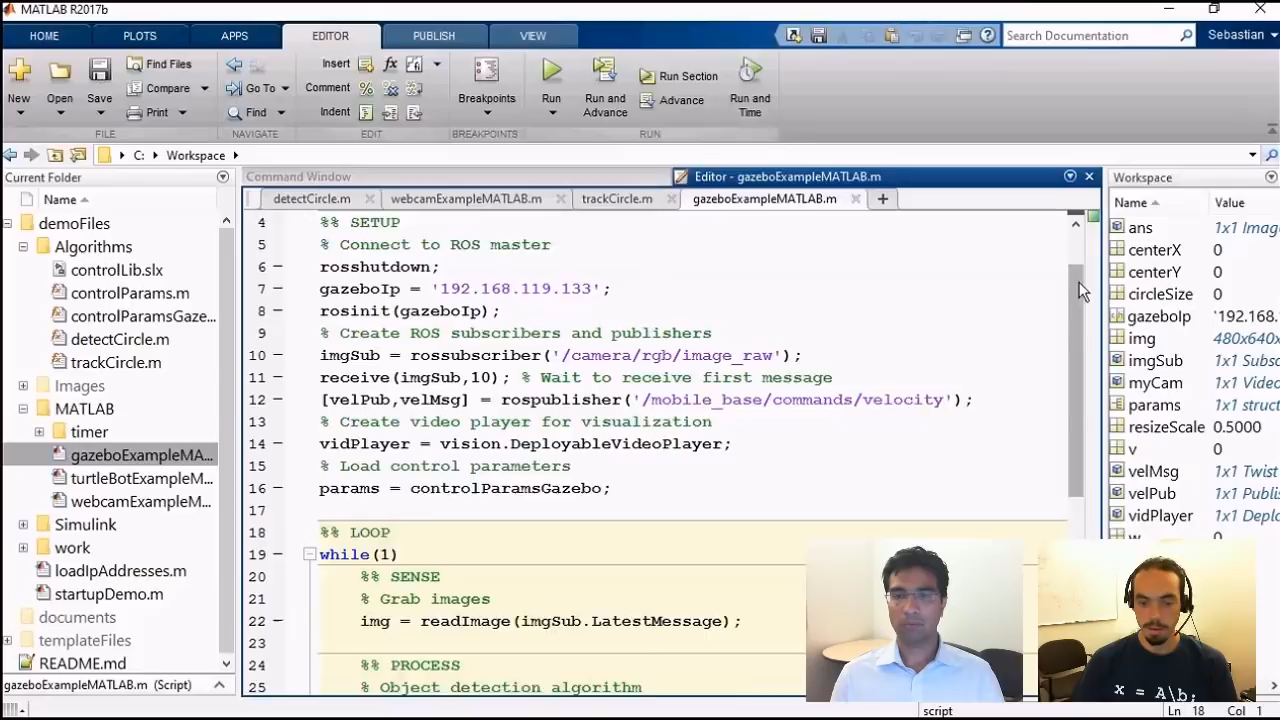 MATLAB R2017b
HOME PLOTS APPS EDITOR PUBLISH VIEW Search Documentation Sebastian
New Open Save Find Files Compare Print Go To Find Insert fx Comment Indent Breakpoints Run Run and Advance Run Section Advance Run and Time
FILE NAVIGATE EDIT BREAKPOINTS RUN
C: Workspace
Current Folder
Name
demoFiles
Algorithms
controlLib.slx
controlParams.m
controlParamsGaze...
detectCircle.m
trackCircle.m
Images
MATLAB
timer
gazeboExampleMA...
turtleBotExampleM...
webcamExampleM...
Simulink
work
loadIpAddresses.m
startupDemo.m
documents
templateFiles
README.md
gazeboExampleMATLAB.m (Script)
Command Window
Editor - gazeboExampleMATLAB.m
detectCircle.m webcamExampleMATLAB.m trackCircle.m gazeboExampleMATLAB.m
4 %% SETUP
5 % Connect to ROS master
6 – rosshutdown;
7 – gazeboIp = '192.168.119.133';
8 – rosinit(gazeboIp);
9 % Create ROS subscribers and publishers
10 – imgSub = rossubscriber('/camera/rgb/image_raw');
11 – receive(imgSub,10); % Wait to receive first message
12 – [velPub,velMsg] = rospublisher('/mobile_base/commands/velocity');
13 % Create video player for visualization
14 – vidPlayer = vision.DeployableVideoPlayer;
15 % Load control parameters
16 – params = controlParamsGazebo;
17
18 %% LOOP
19 – while(1)
20 %% SENSE
21 % Grab images
22 – img = readImage(imgSub.LatestMessage);
23
24 %% PROCESS
25 % Object detection algorithm
Workspace
Name Value
ans 1x1 Imag
centerX 0
centerY 0
circleSize 0
gazeboIp '192.168.
img 480x640x
imgSub 1x1 Subsc
myCam 1x1 Video
params 1x1 struct
resizeScale 0.5000
v 0
velMsg 1x1 Twist
velPub 1x1 Publis
vidPlayer 1x1 Deplo
x = A\b;
script Ln 18 Col 1